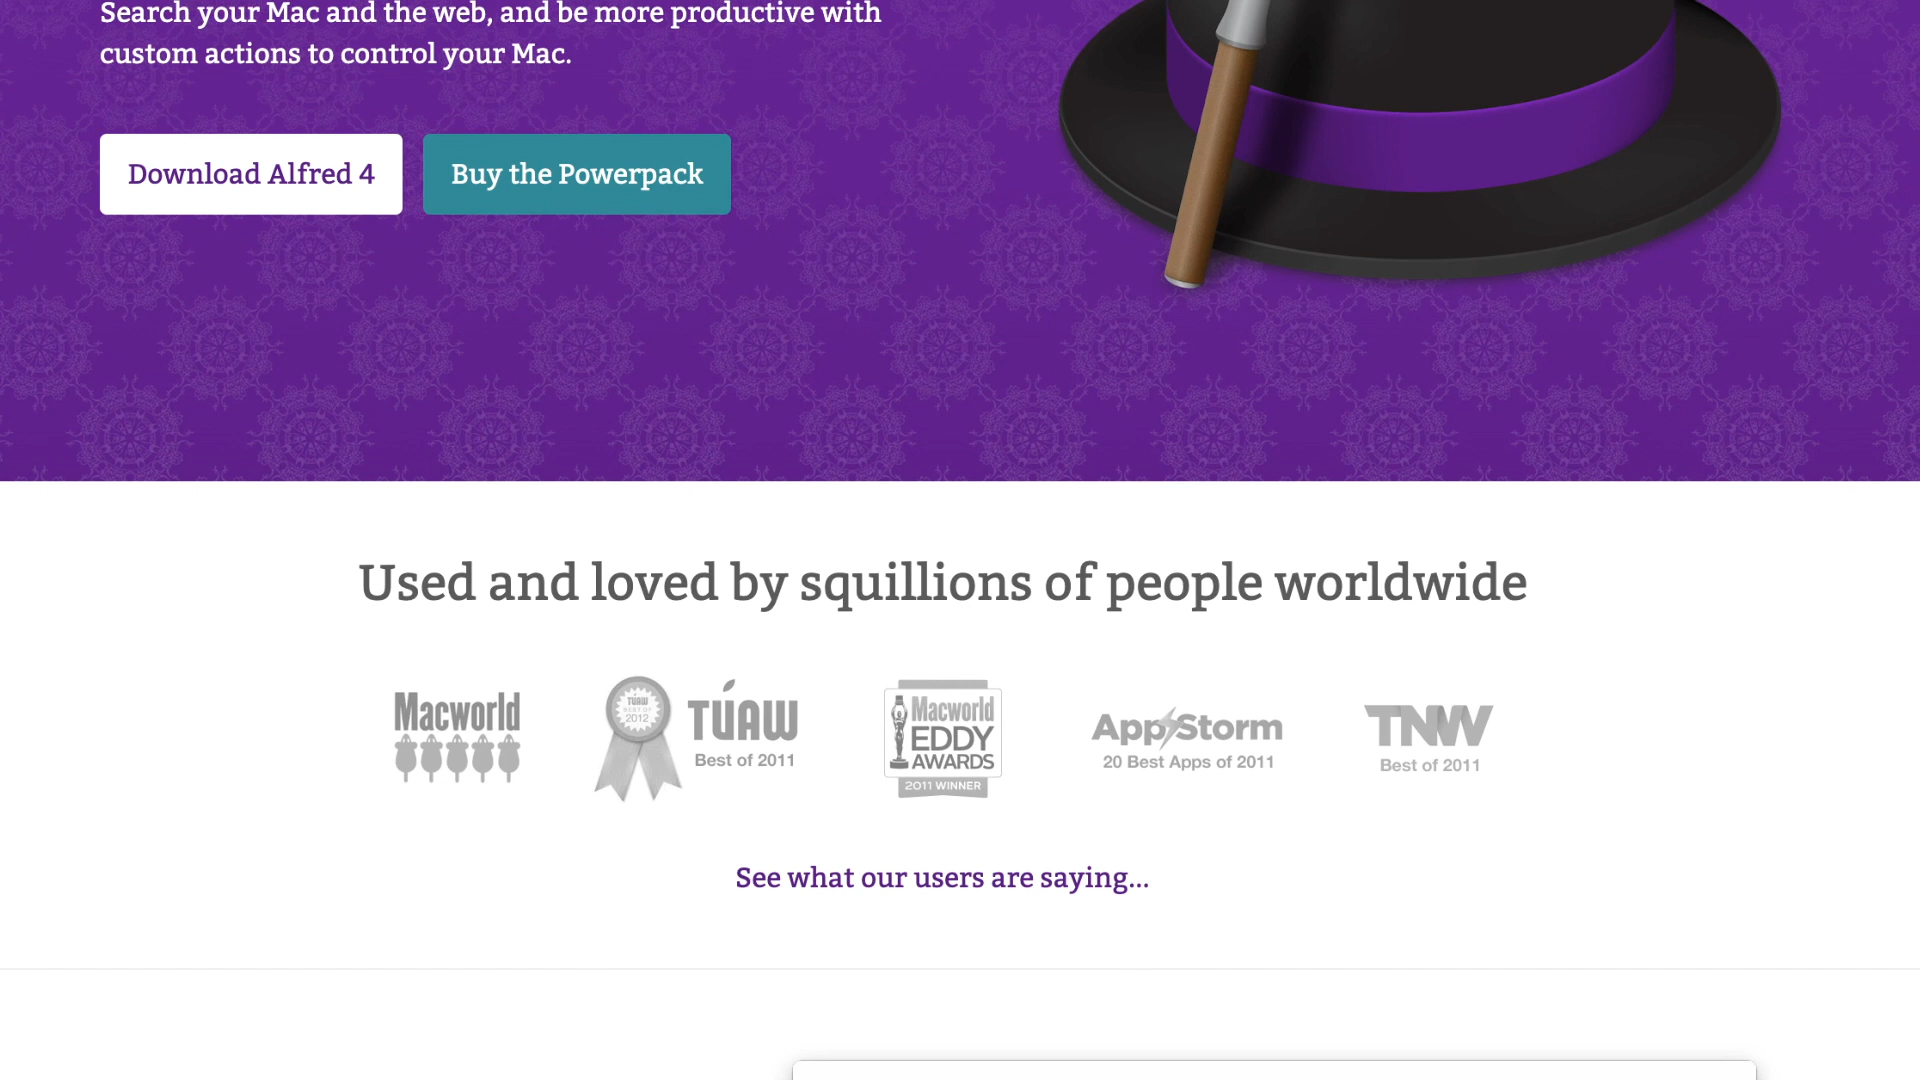 Search your Mac and the web, and be more productive with
custom actions to control your Mac.
Download Alfred 4
Buy the Powerpack
Used and loved by squillions of people worldwide
Macworld
TUAW
BEST OF
2012
TUAW
Best of 2011
Macworld
EDDY
AWARDS
2011 WINNER
AppStorm
20 Best Apps of 2011
TNW
Best of 2011
See what our users are saying...